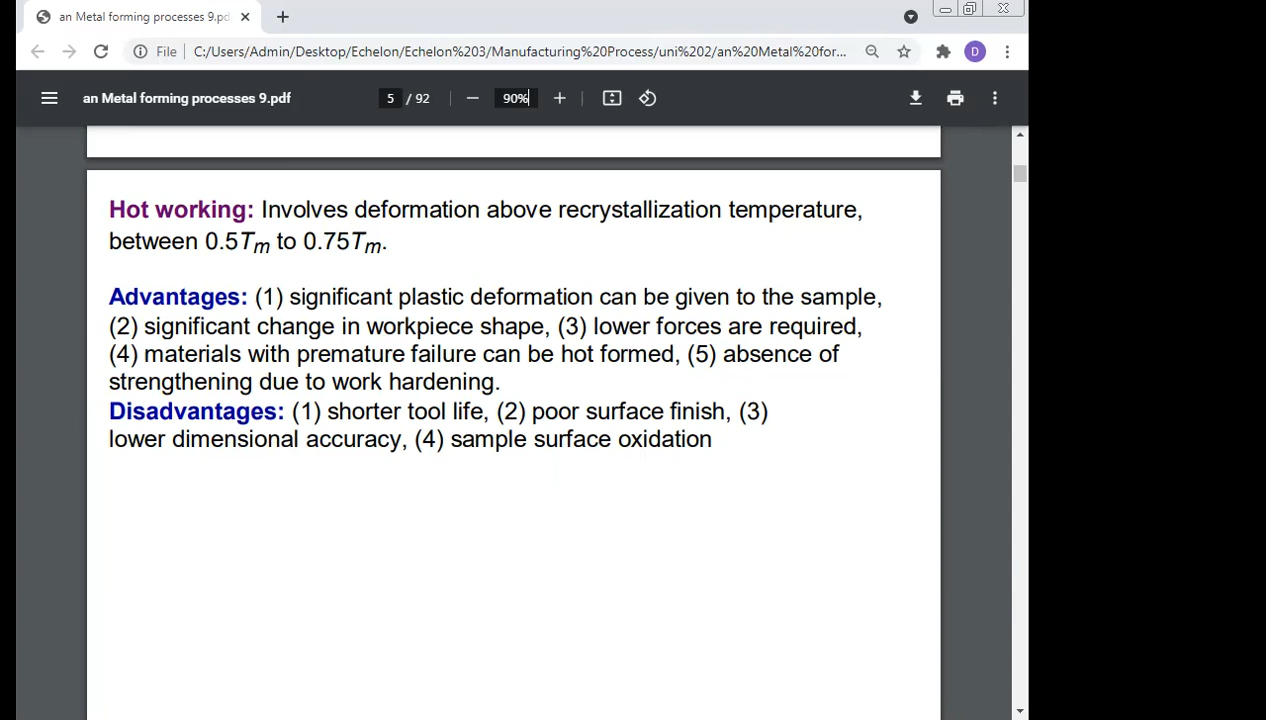 an Metal forming processes 9.pd
File C:/Users/Admin/Desktop/Echelon/Echelon%203/Manufacturing%20Process/uni%202/an%20Metal%20for... D
an Metal forming processes 9.pdf 5 / 92 90%
Hot working: Involves deformation above recrystallization temperature,
between 0.5Tm to 0.75Tm.
Advantages: (1) significant plastic deformation can be given to the sample,
(2) significant change in workpiece shape, (3) lower forces are required,
(4) materials with premature failure can be hot formed, (5) absence of
strengthening due to work hardening.
Disadvantages: (1) shorter tool life, (2) poor surface finish, (3)
lower dimensional accuracy, (4) sample surface oxidation